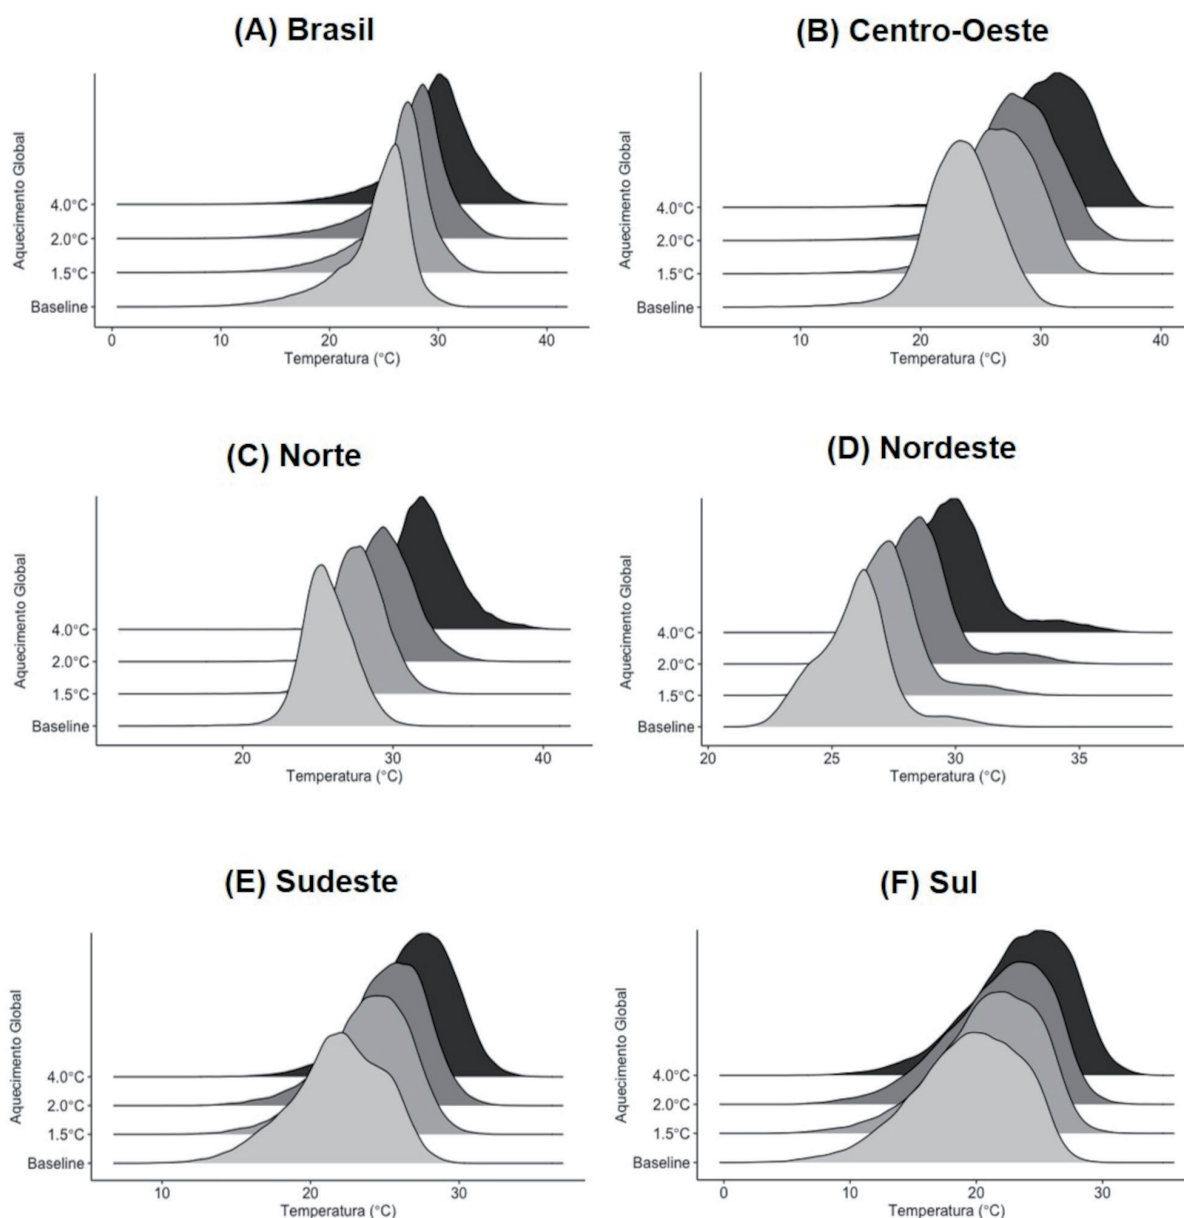 (A) Brasil
Aquecimento Global
4.0°C
2.0°C
1.5°C
Baseline
0 10 20 30 40
Temperatura (°C)
(B) Centro-Oeste
Aquecimento Global
4.0°C
2.0°C
1.5°C
Baseline
10 20 30 40
Temperatura (°C)
(C) Norte
Aquecimento Global
4.0°C
2.0°C
1.5°C
Baseline
20 30 40
Temperatura (°C)
(D) Nordeste
Aquecimento Global
4.0°C
2.0°C
1.5°C
Baseline
20 25 30 35
Temperatura (°C)
(E) Sudeste
Aquecimento Global
4.0°C
2.0°C
1.5°C
Baseline
10 20 30
Temperatura (°C)
(F) Sul
Aquecimento Global
4.0°C
2.0°C
1.5°C
Baseline
0 10 20 30
Temperatura (°C)